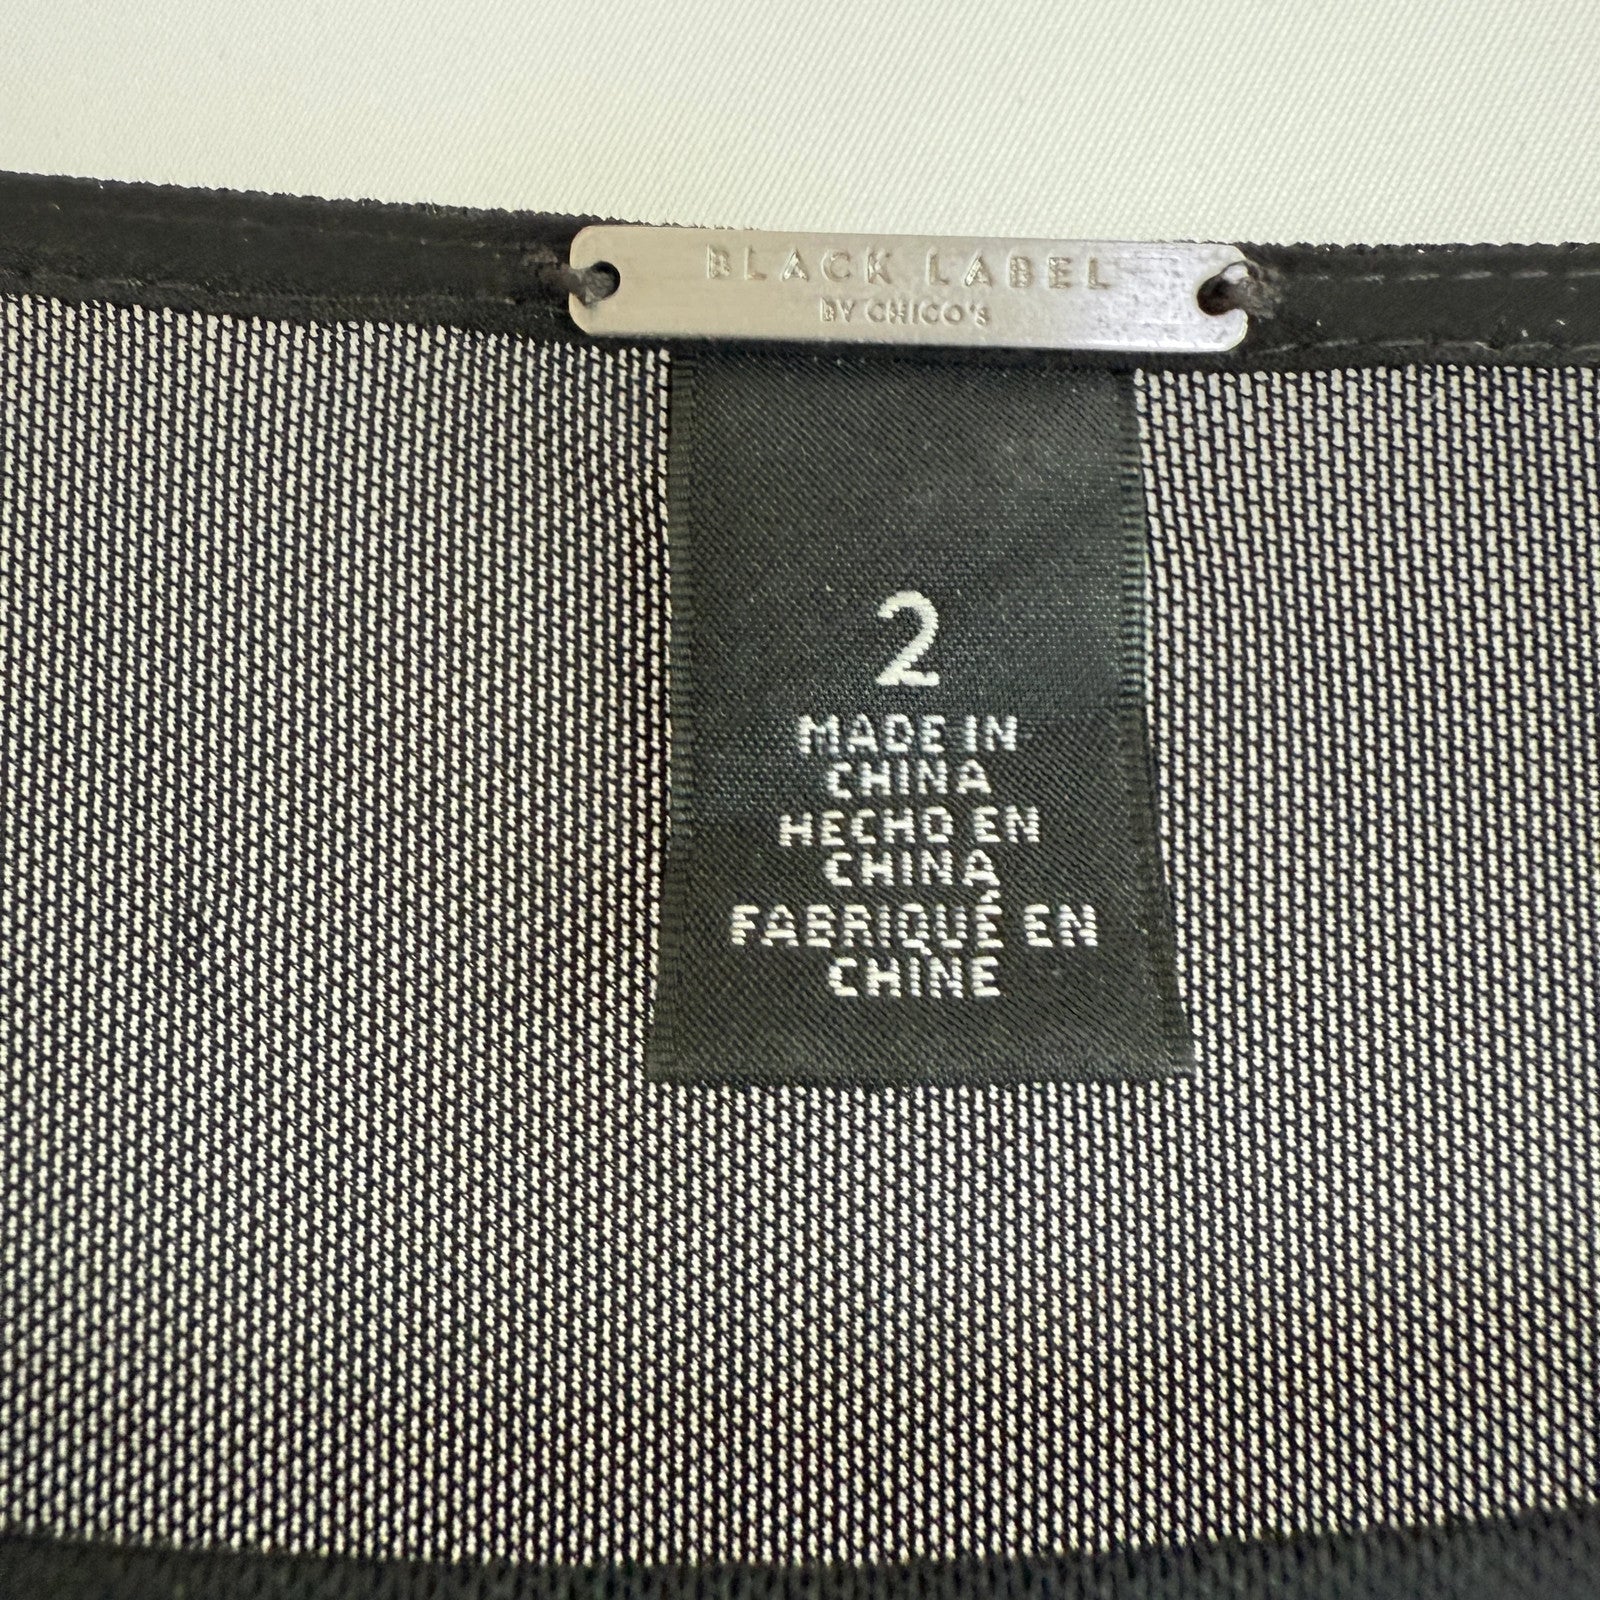 BLACK LABEL
BY CHICO's
2
MADE IN
CHINA
HECHO EN
CHINA
FABRIQUÉ EN
CHINE